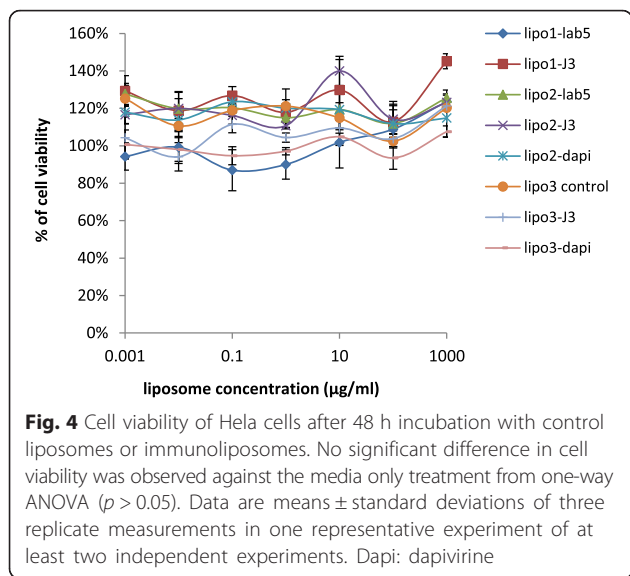 160%
140%
120%
100%
80%
60%
40%
20%
0%
% of cell viability
0.001
0.1
10
1000
liposome concentration (µg/ml)
lipo1-lab5
lipo1-J3
lipo2-lab5
lipo2-J3
lipo2-dapi
lipo3 control
lipo3-J3
lipo3-dapi
Fig. 4 Cell viability of Hela cells after 48 h incubation with control
liposomes or immunoliposomes. No significant difference in cell
viability was observed against the media only treatment from one-way
ANOVA (p > 0.05). Data are means ± standard deviations of three
replicate measurements in one representative experiment of at
least two independent experiments. Dapi: dapivirine